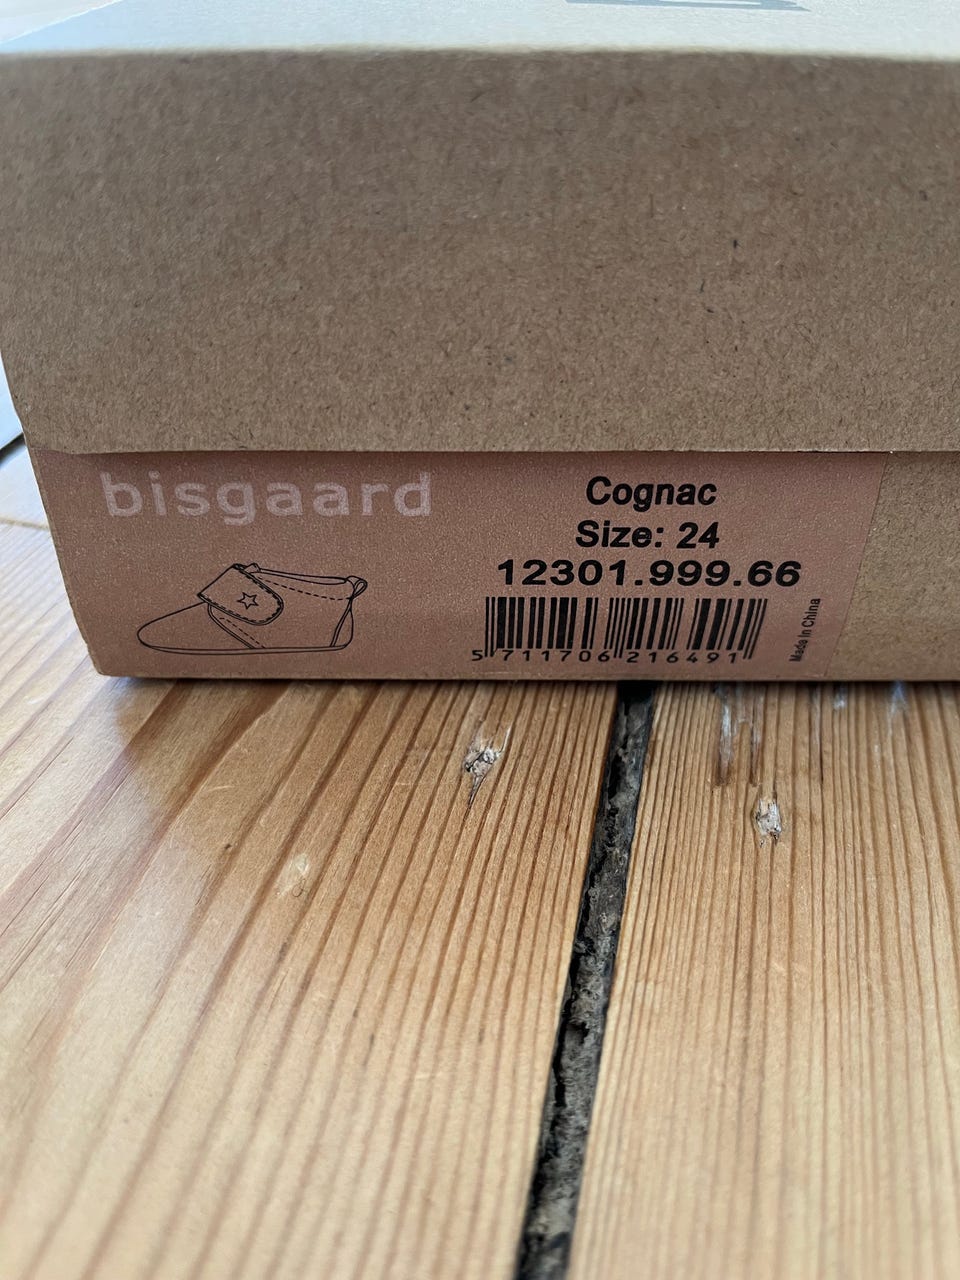 bisgaard
Cognac
Size: 24
12301.999.66
5 711706 216491
Made in China